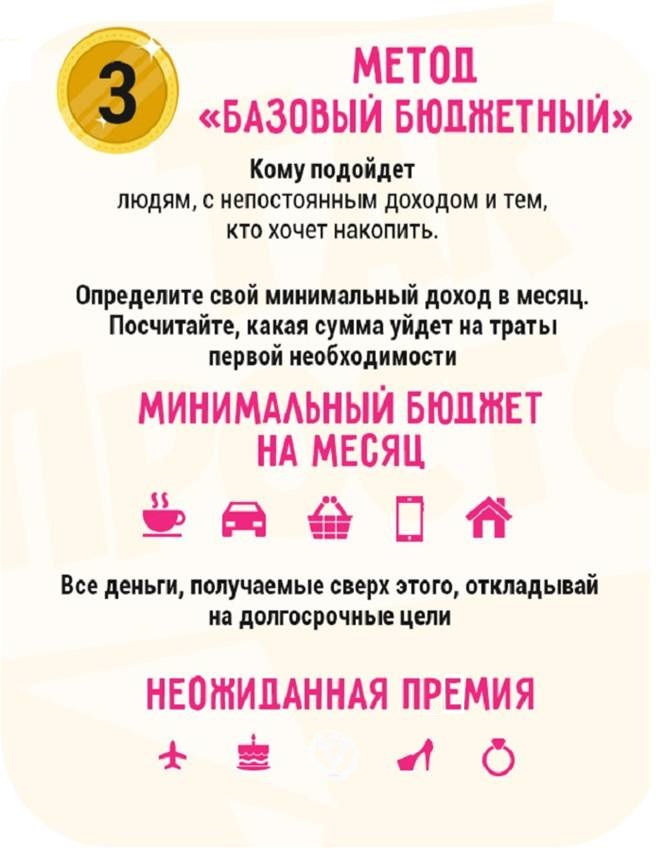 3
МЕТОД
«БАЗОВЫЙ БЮДЖЕТНЫЙ»
Кому подойдет
людям, с непостоянным доходом и тем,
кто хочет накопить.
Определите свой минимальный доход в месяц.
Посчитайте, какая сумма уйдет на траты
первой необходимости
МИНИМАЛЬНЫЙ БЮДЖЕТ
НА МЕСЯЦ
Все деньги, получаемые сверх этого, откладывай
на долгосрочные цели
НЕОЖИДАННАЯ ПРЕМИЯ
ТАК
ПРОСТО